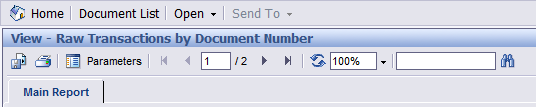 Home Document List Open Send To
View - Raw Transactions by Document Number
Parameters 1 / 2 100%
Main Report